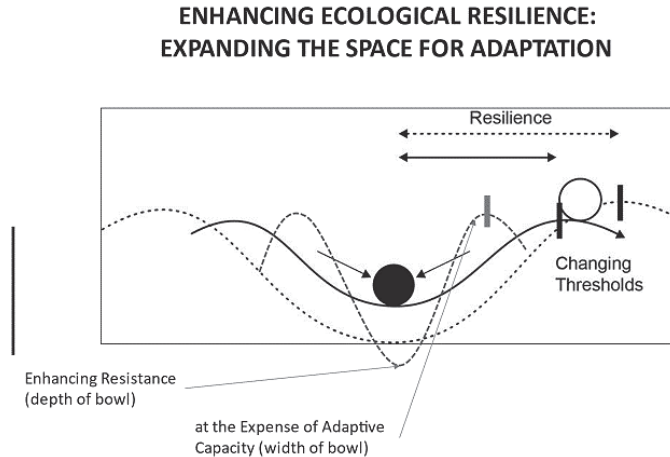 ENHANCING ECOLOGICAL RESILIENCE:
EXPANDING THE SPACE FOR ADAPTATION
Resilience
Changing
Thresholds
Enhancing Resistance
(depth of bowl)
at the Expense of Adaptive
Capacity (width of bowl)